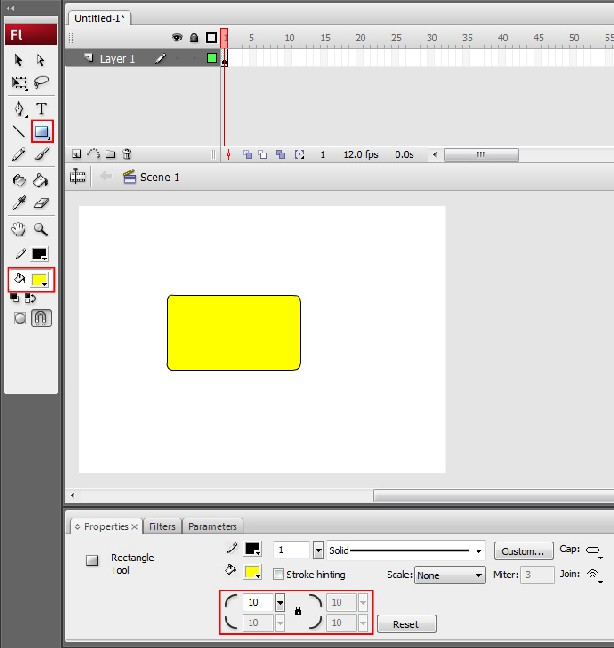 Untitled-1*
Fl
1 5 10 15 20 25 30 35 40 45 50 55
Layer 1
T
1 12.0 fps 0.0s
Scene 1
Properties × Filters Parameters
Rectangle
Tool
1 Solid Custom... Cap:
Stroke hinting Scale: None Miter: 3 Join:
10 10
10 10
Reset